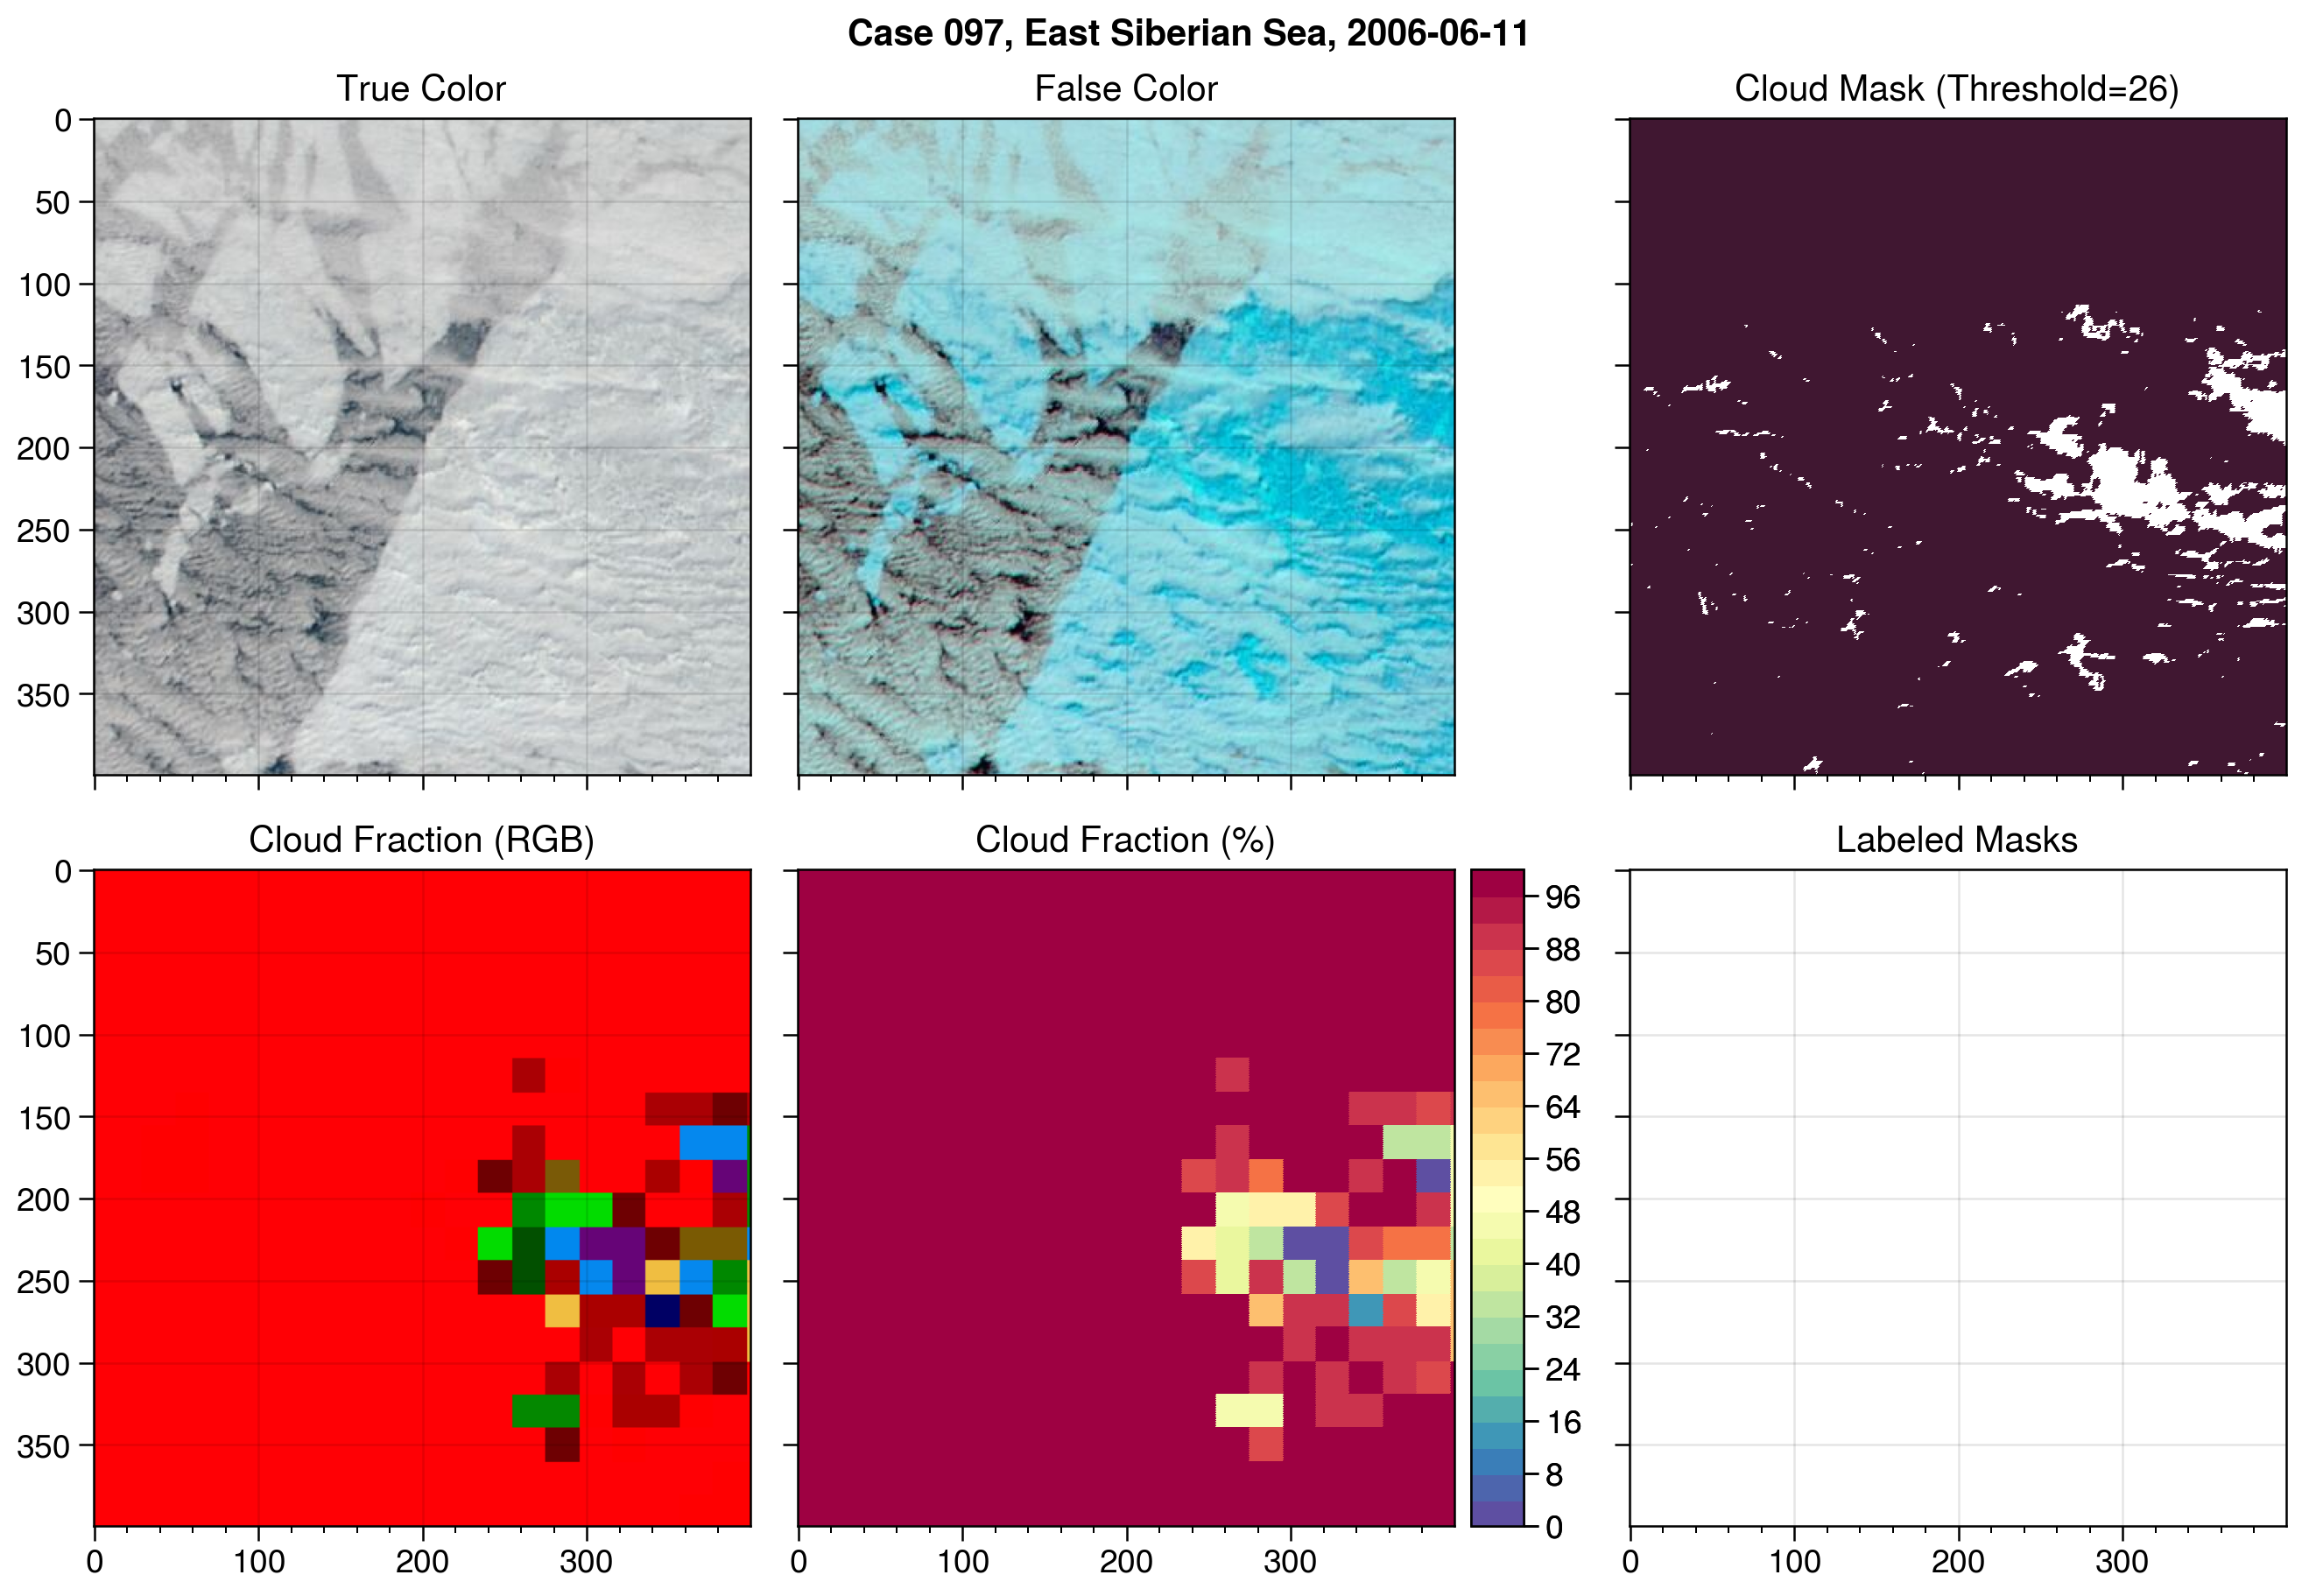 Case 097, East Siberian Sea, 2006-06-11
True Color
False Color
Cloud Mask (Threshold=26)
0
50
100
150
200
250
300
350
Cloud Fraction (RGB)
Cloud Fraction (%)
Labeled Masks
0
50
100
150
200
250
300
350
96
88
80
72
64
56
48
40
32
24
16
8
0
0 100 200 300
0 100 200 300
0 100 200 300